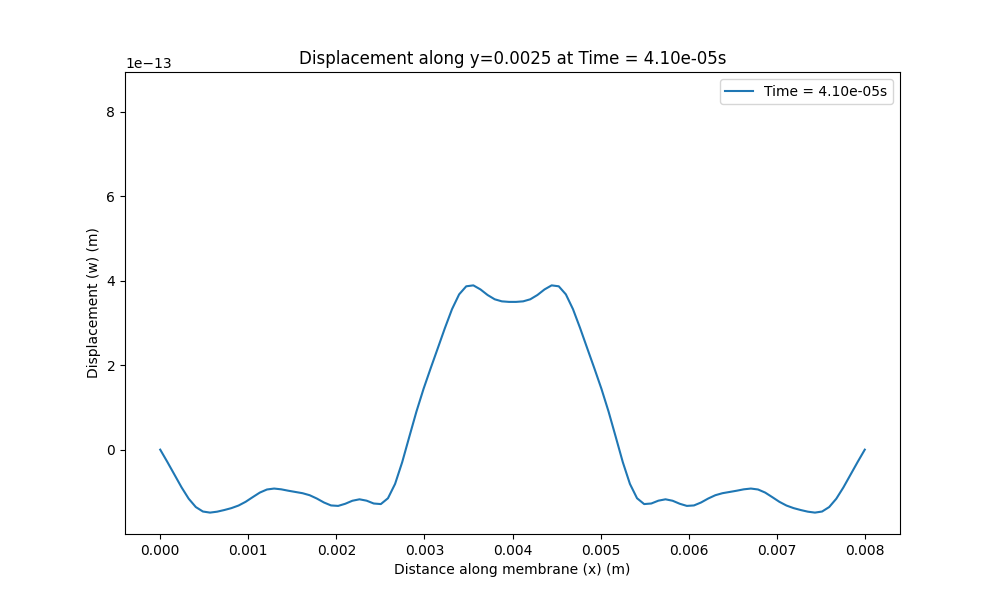 Displacement along y=0.0025 at Time = 4.10e-05s
1e−13
Time = 4.10e-05s
8
6
4
2
0
Displacement (w) (m)
0.000 0.001 0.002 0.003 0.004 0.005 0.006 0.007 0.008
Distance along membrane (x) (m)